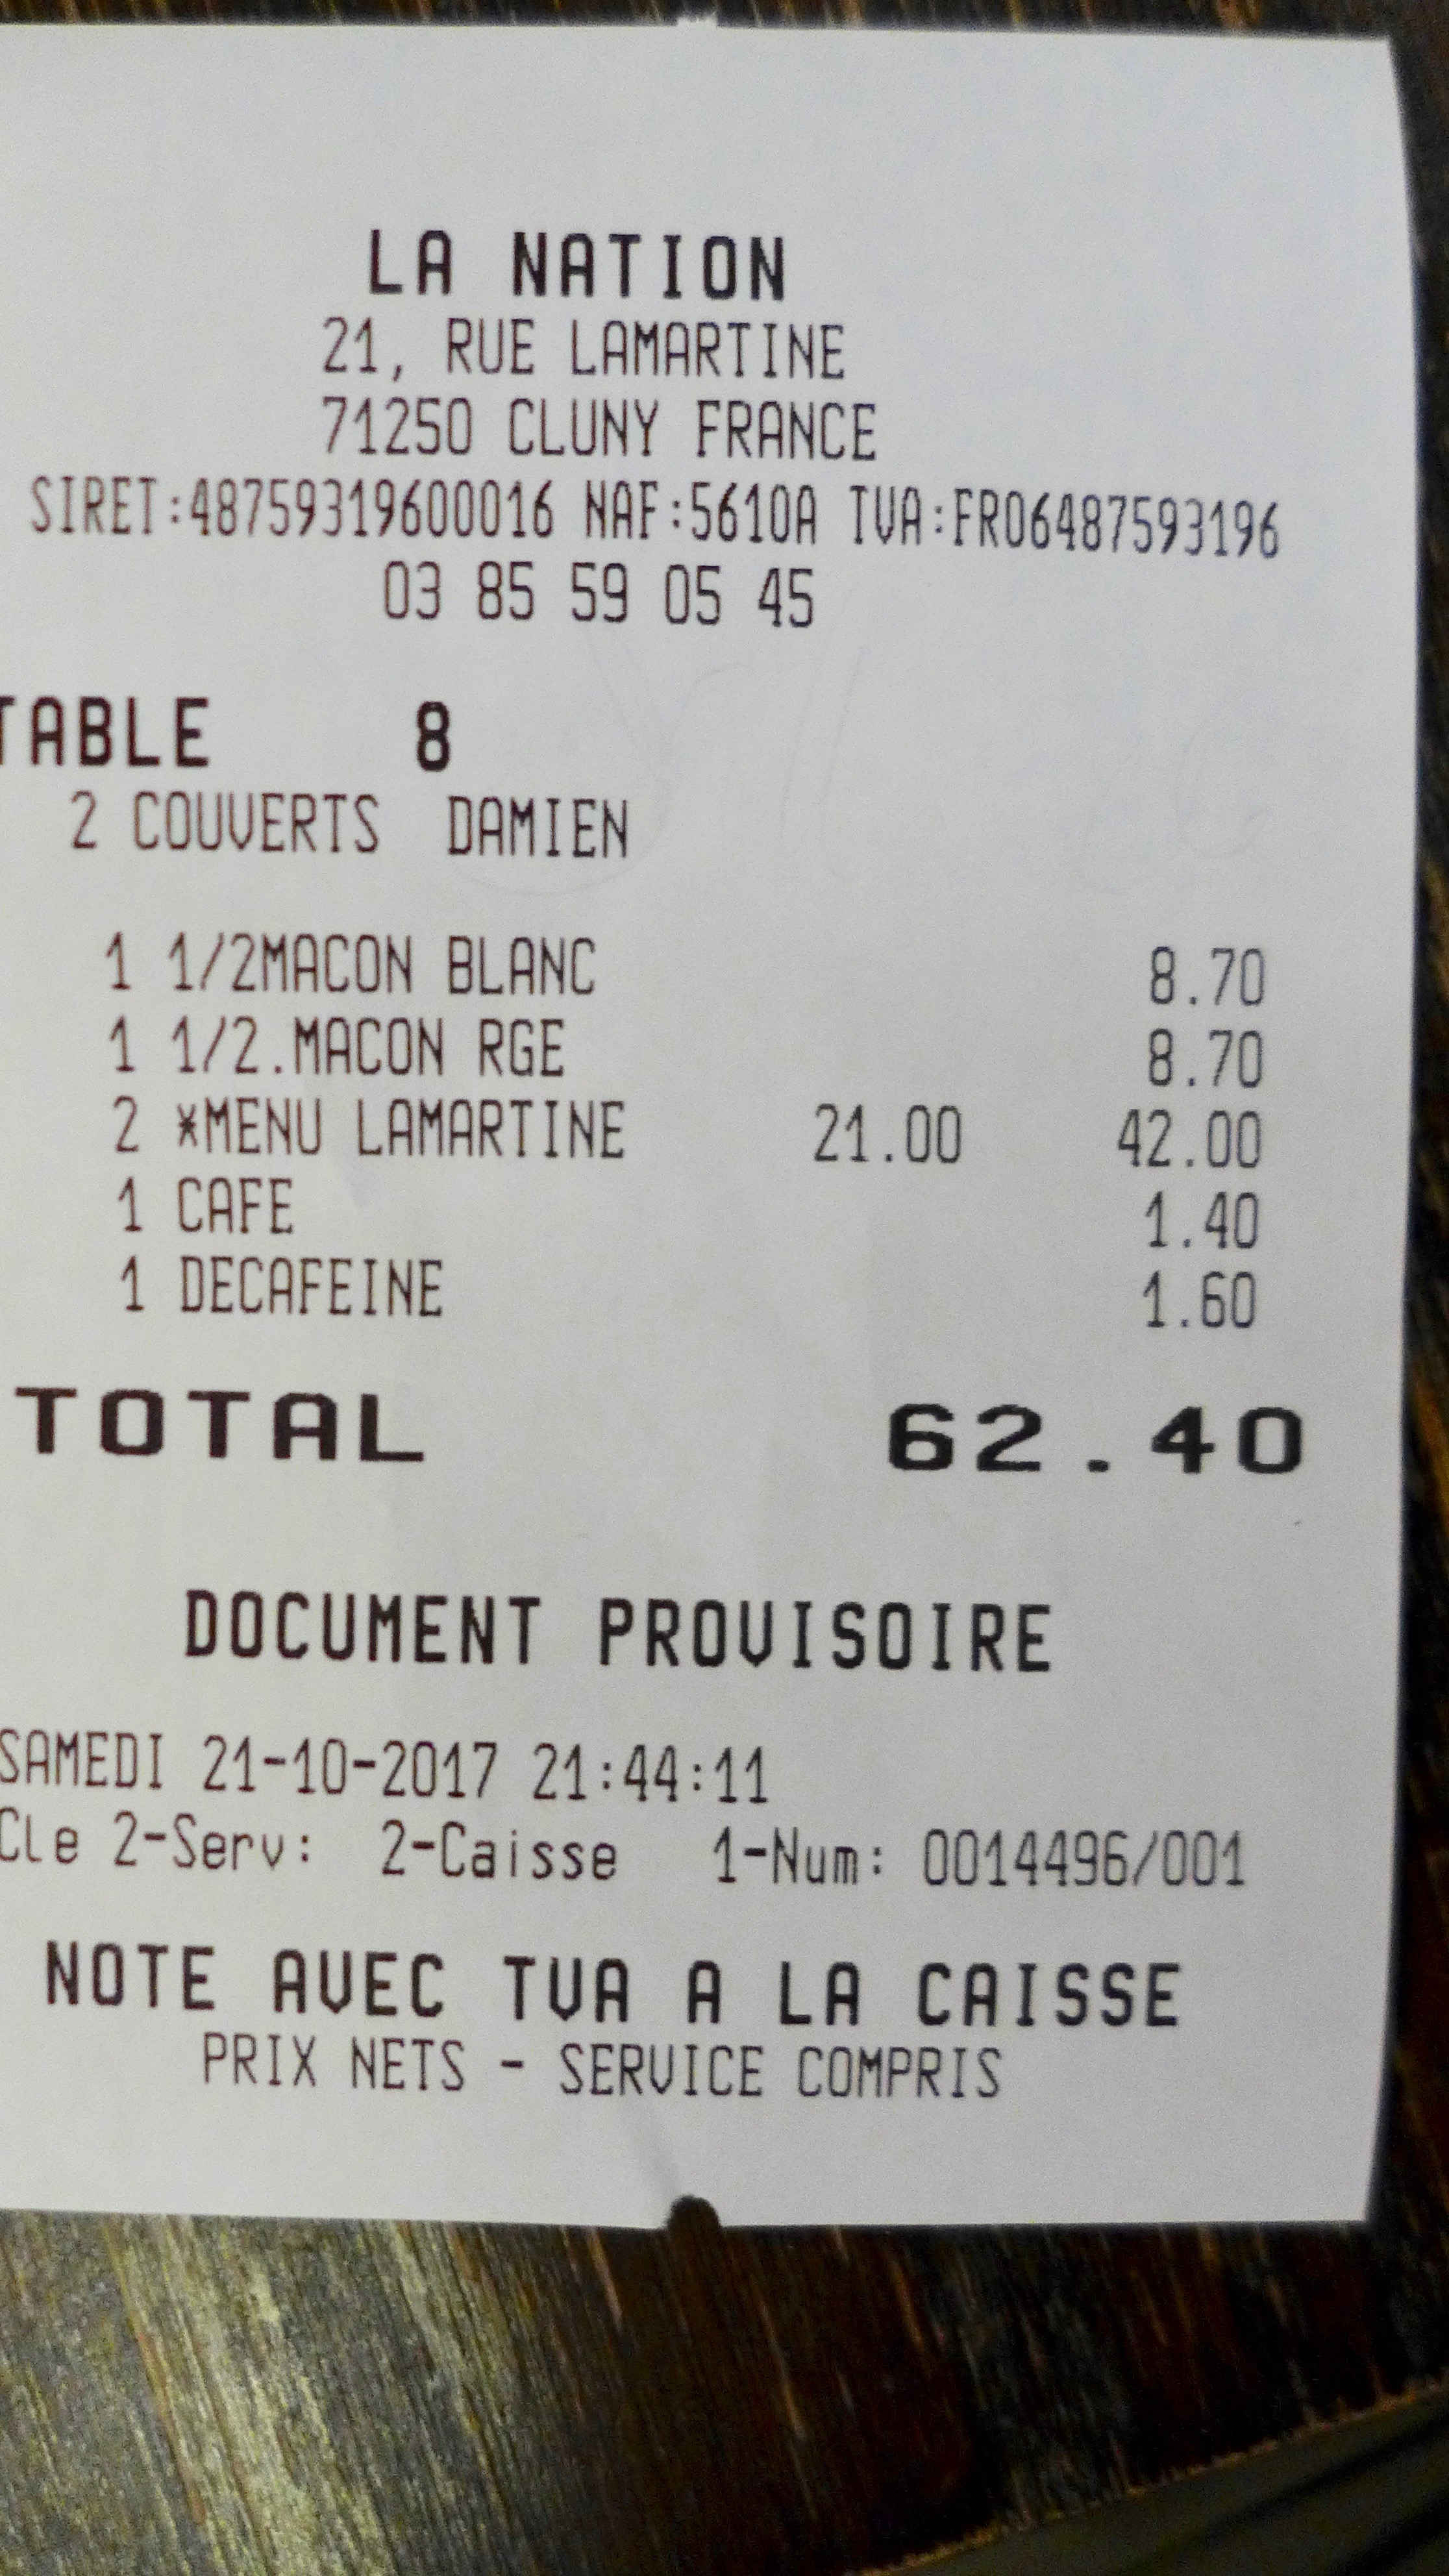 LA NATION
21, RUE LAMARTINE
71250 CLUNY FRANCE
SIRET:48759319600016 NAF:5610A TVA:FR06487593196
03 85 59 05 45
TABLE 8
2 COUVERTS DAMIEN
1 1/2MACON BLANC 8.70
1 1/2.MACON RGE 8.70
2 *MENU LAMARTINE 21.00 42.00
1 CAFE 1.40
1 DECAFEINE 1.60
TOTAL 62.40
DOCUMENT PROVISOIRE
SAMEDI 21-10-2017 21:44:11
Cle 2-Serv: 2-Caisse 1-Num: 0014496/001
NOTE AVEC TVA A LA CAISSE
PRIX NETS - SERVICE COMPRIS